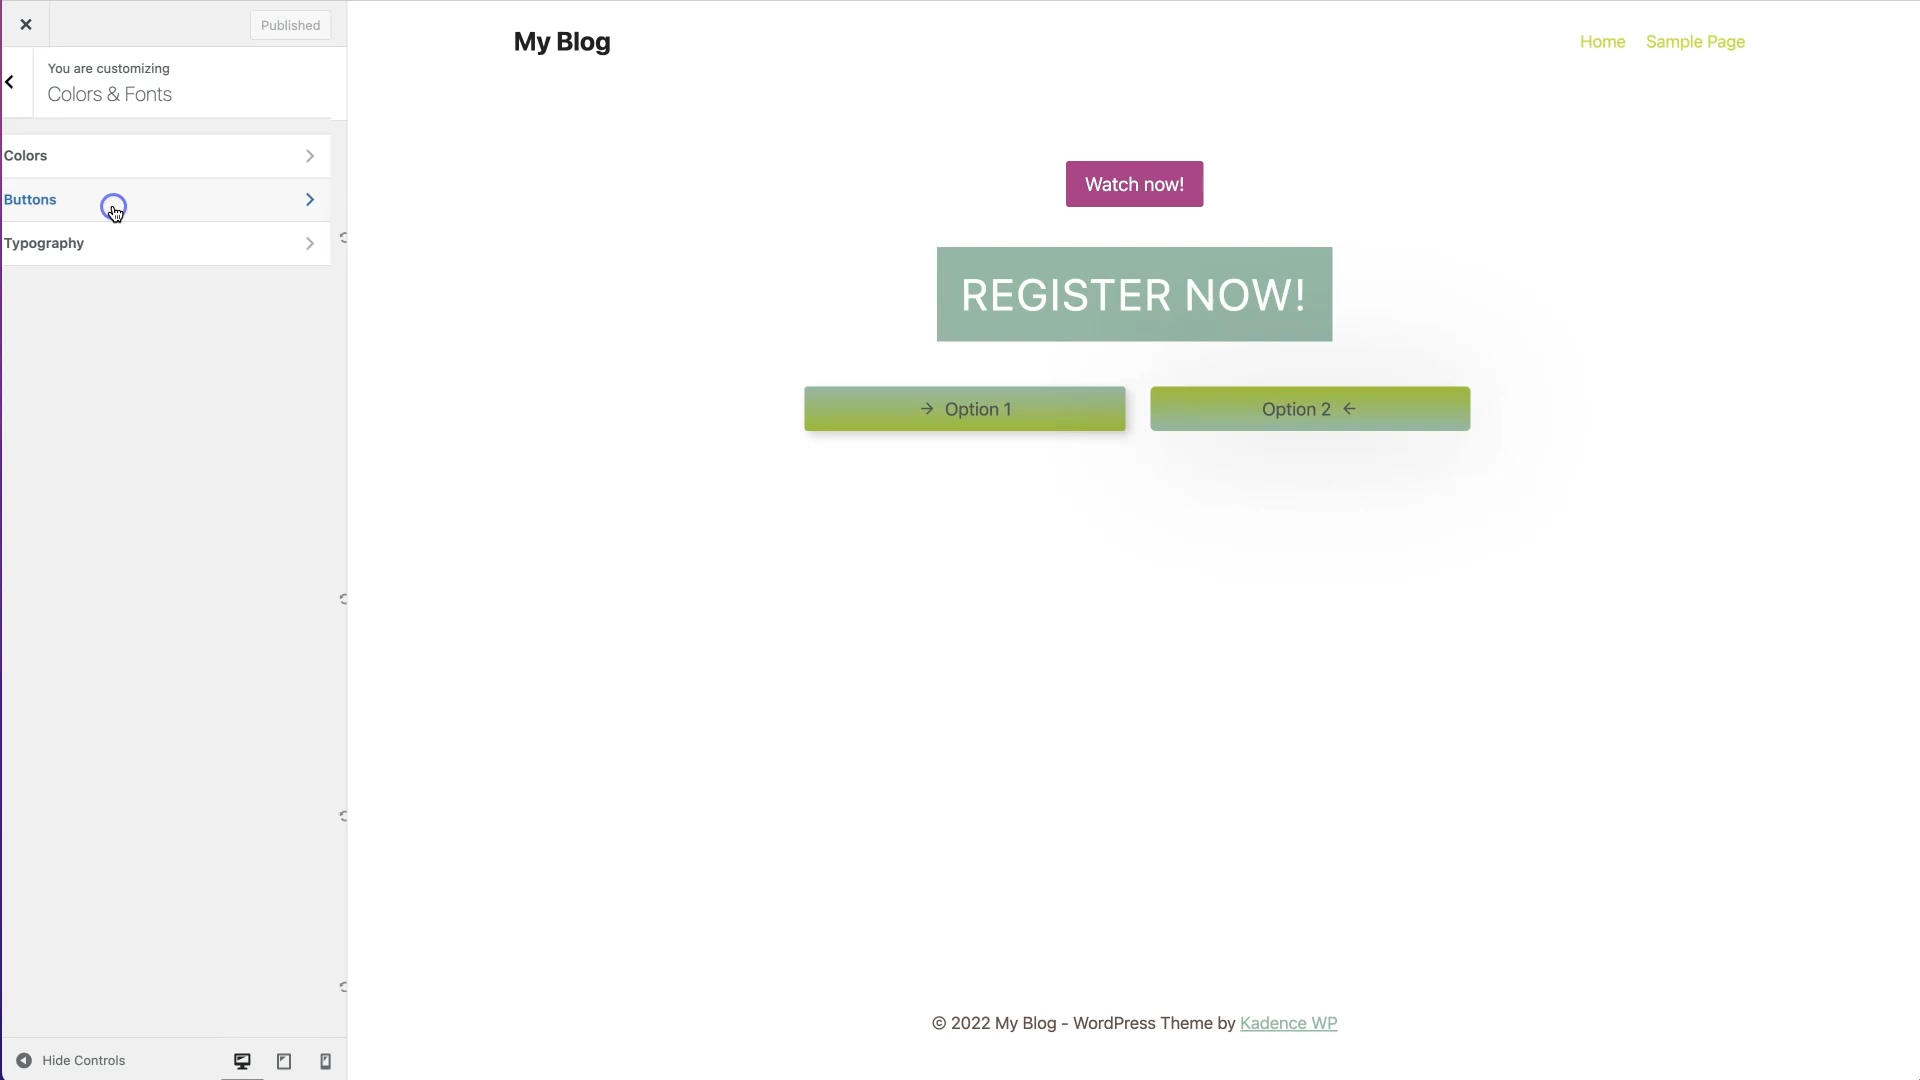 Published
You are customizing
Colors & Fonts
Colors
Buttons
Typography
Hide Controls
My Blog
Home Sample Page
Watch now!
REGISTER NOW!
→ Option 1
Option 2 ←
© 2022 My Blog - WordPress Theme by Kadence WP